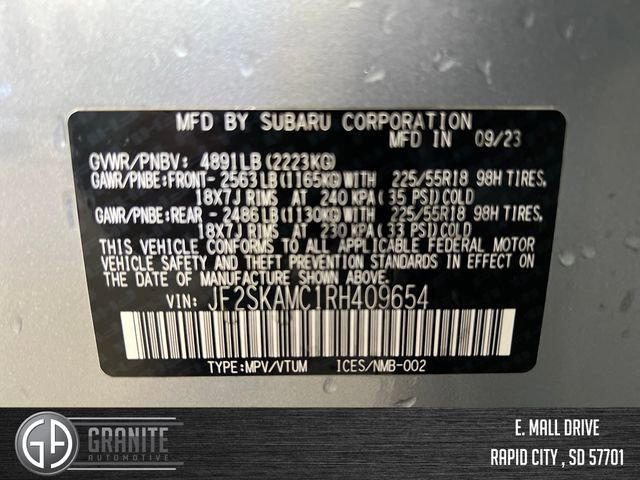 MFD BY SUBARU CORPORATION
MFD IN 09/23
GVWR/PNBV: 4891LB(2223KG)
GAWR/PNBE:FRONT-2563LB(1165KG)WITH 225/55R18 98H TIRES.
18X7J RIMS AT 240KPA(35 PSI)COLD
GAWR/PNBE:REAR -2486LB(1130KG)WITH 225/55R18 98H TIRES.
18X7J RIMS AT 230KPA(33 PSI)COLD
THIS VEHICLE CONFORMS TO ALL APPLICABLE FEDERAL MOTOR
VEHICLE SAFETY AND THEFT PREVENTION STANDARDS IN EFFECT
ON THE DATE OF MANUFACTURE SHOWN ABOVE.
VIN: JF2SKAMC1RH409654
TYPE:MPV/VTUM ICES/NMB-002
GA GRANITE
AUTOMOTIVE
E. MALL DRIVE
RAPID CITY , SD 57701